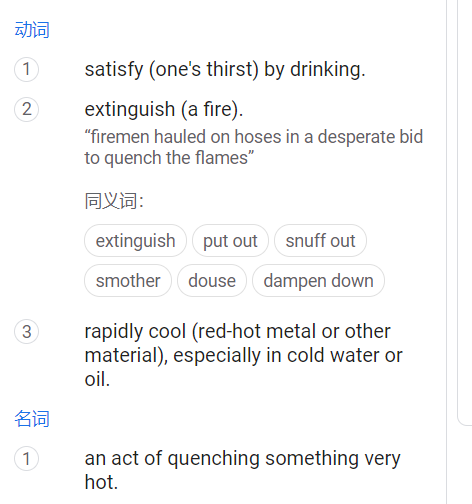 动词
1 satisfy (one's thirst) by drinking.
2 extinguish (a fire).
“firemen hauled on hoses in a desperate bid
to quench the flames”
同义词：
extinguish put out snuff out
smother douse dampen down
3 rapidly cool (red-hot metal or other
material), especially in cold water or
oil.
名词
1 an act of quenching something very
hot.